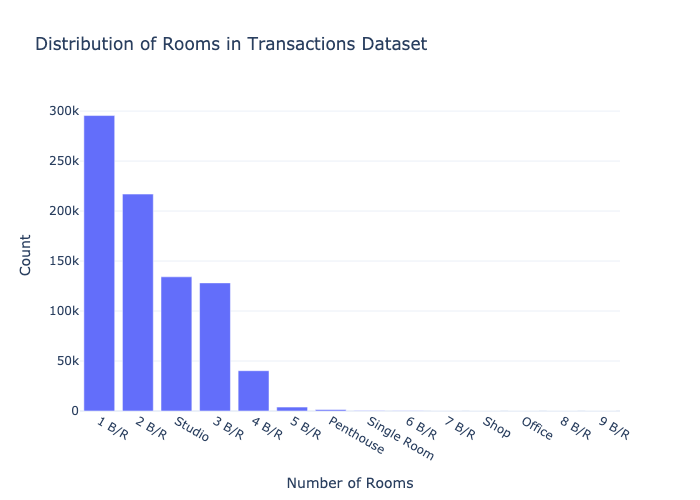 Distribution of Rooms in Transactions Dataset
300k
250k
200k
150k
100k
50k
0
Count
1 B/R
2 B/R
Studio
3 B/R
4 B/R
5 B/R
Penthouse
Single Room
6 B/R
7 B/R
Shop
Office
8 B/R
9 B/R
Number of Rooms